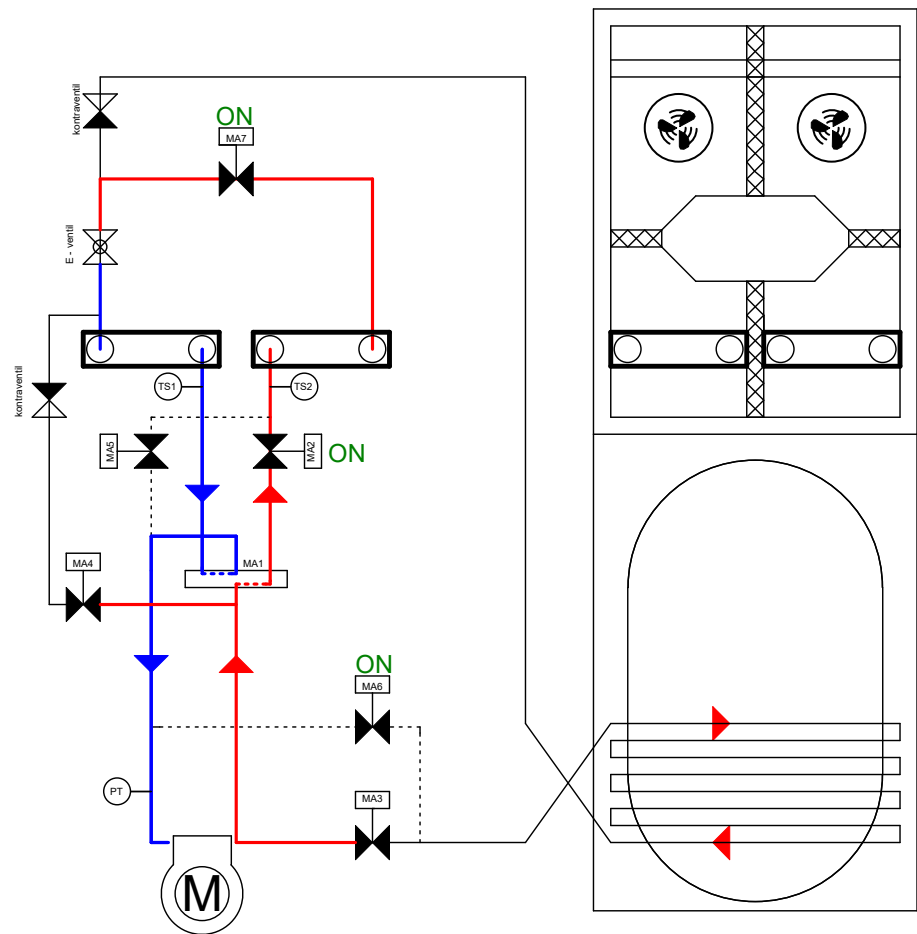 kontraventil
ON
MA7
E - ventil
kontraventil
TS1
TS2
MA5
MA2
ON
MA1
MA4
ON
MA6
PT
MA3
M